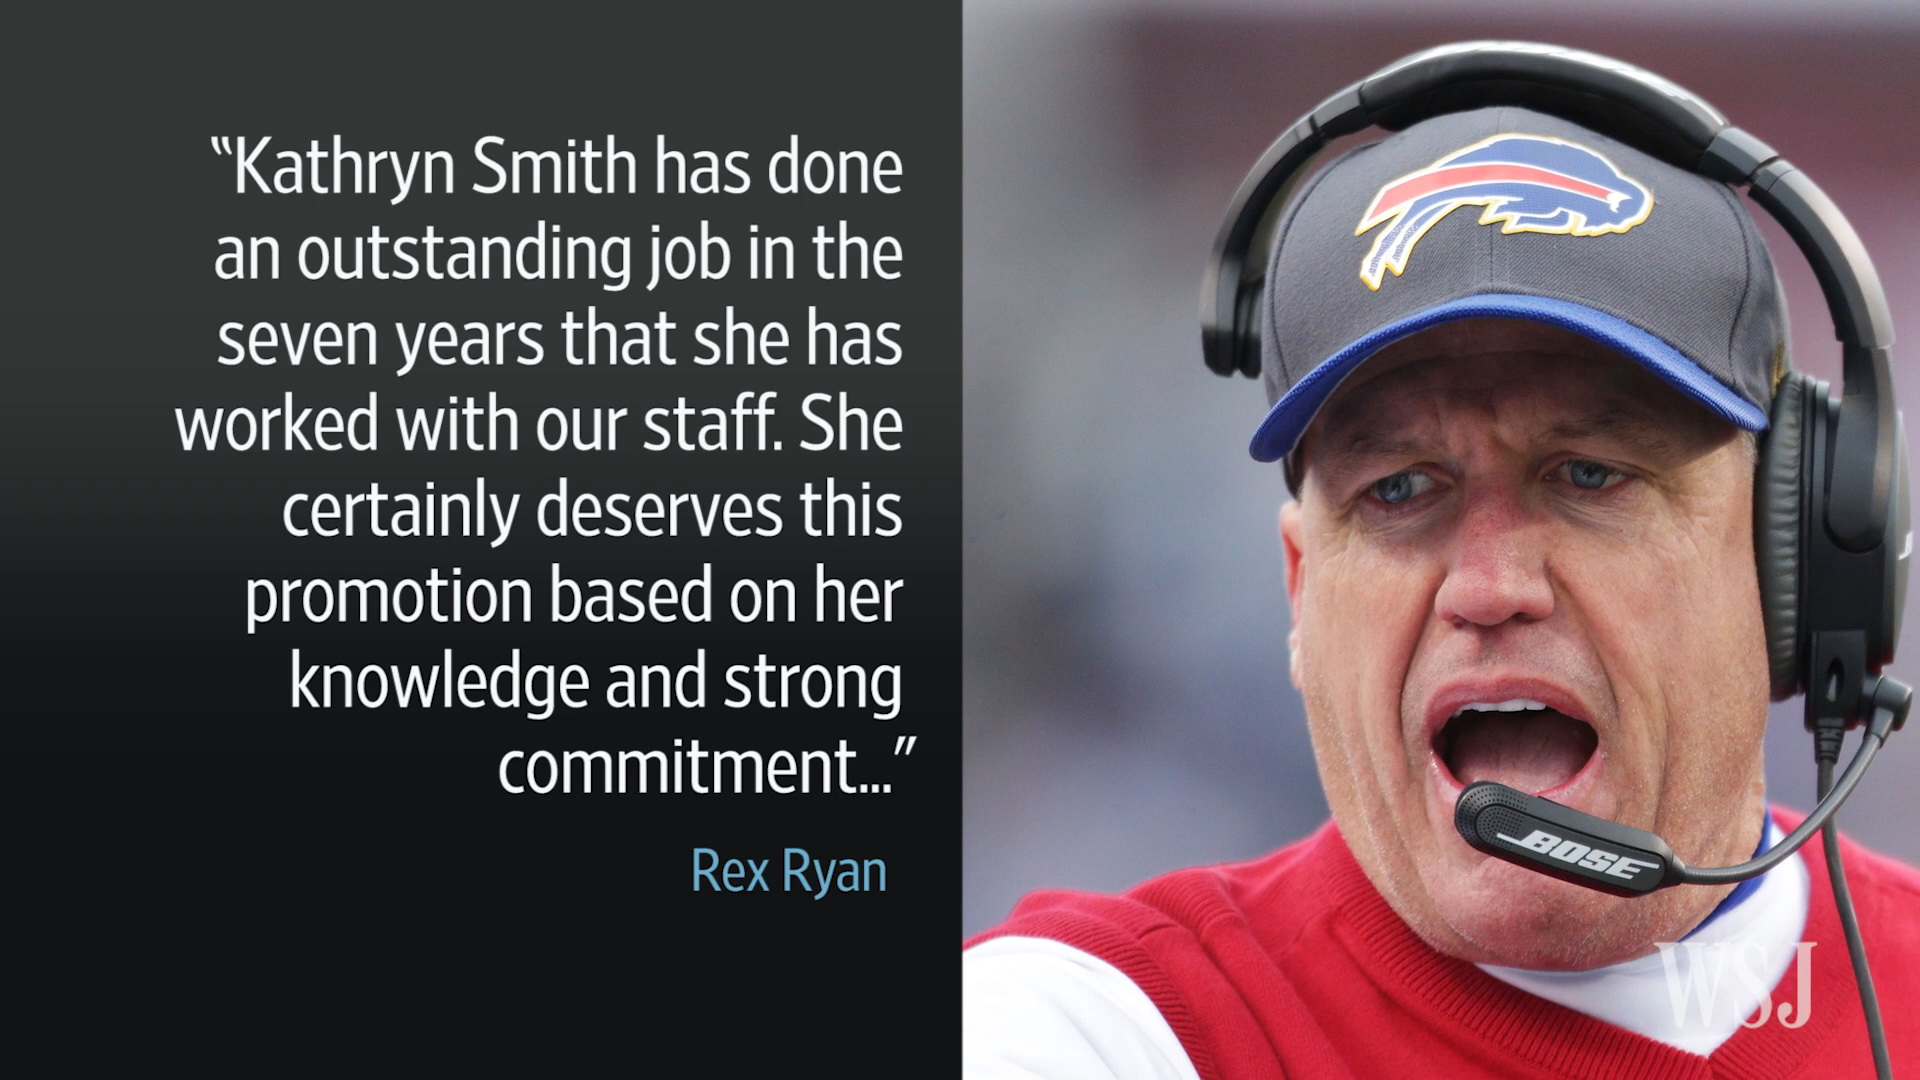 “Kathryn Smith has done
an outstanding job in the
seven years that she has
worked with our staff. She
certainly deserves this
promotion based on her
knowledge and strong
commitment...”
Rex Ryan
BOSE
WSJ